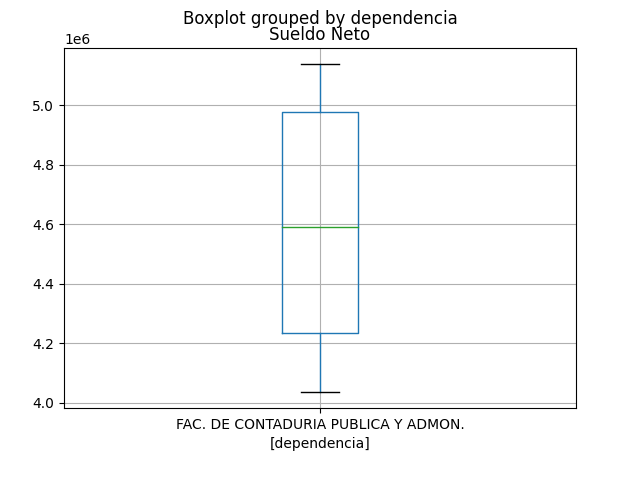 Boxplot grouped by dependencia
Sueldo Neto
1e6
5.0
4.8
4.6
4.4
4.2
4.0
FAC. DE CONTADURIA PUBLICA Y ADMON.
[dependencia]